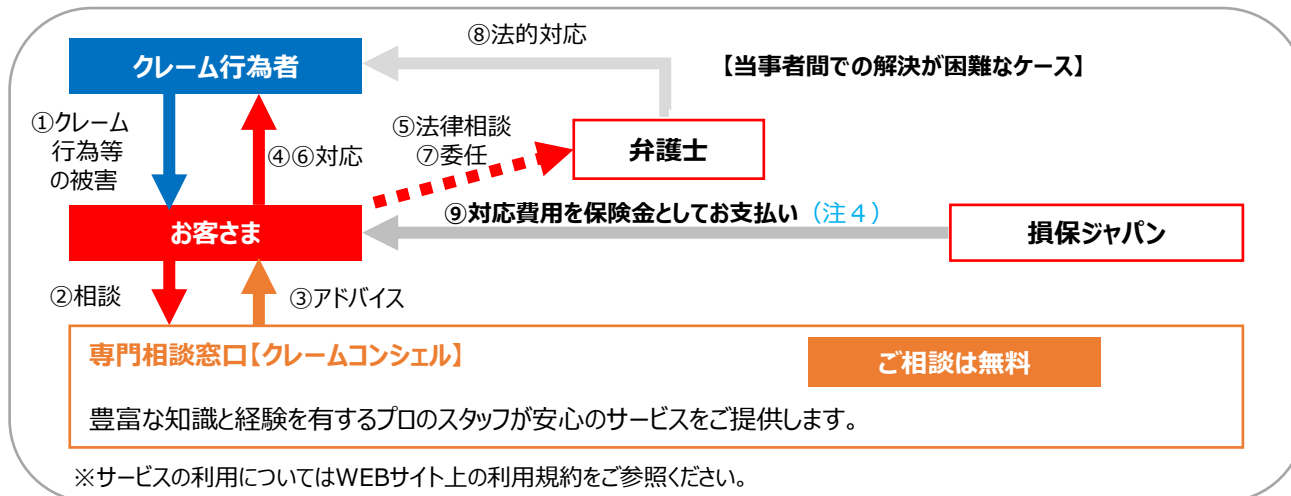 ⑧法的対応
クレーム行為者
【当事者間での解決が困難なケース】
①クレーム
行為等
の被害
④⑥対応
⑤法律相談
⑦委任
弁護士
⑨対応費用を保険金としてお支払い（注４）
お客さま
損保ジャパン
②相談
③アドバイス
専門相談窓口【クレームコンシェル】
ご相談は無料
豊富な知識と経験を有するプロのスタッフが安心のサービスをご提供します。
※サービスの利用についてはWEBサイト上の利用規約をご参照ください。